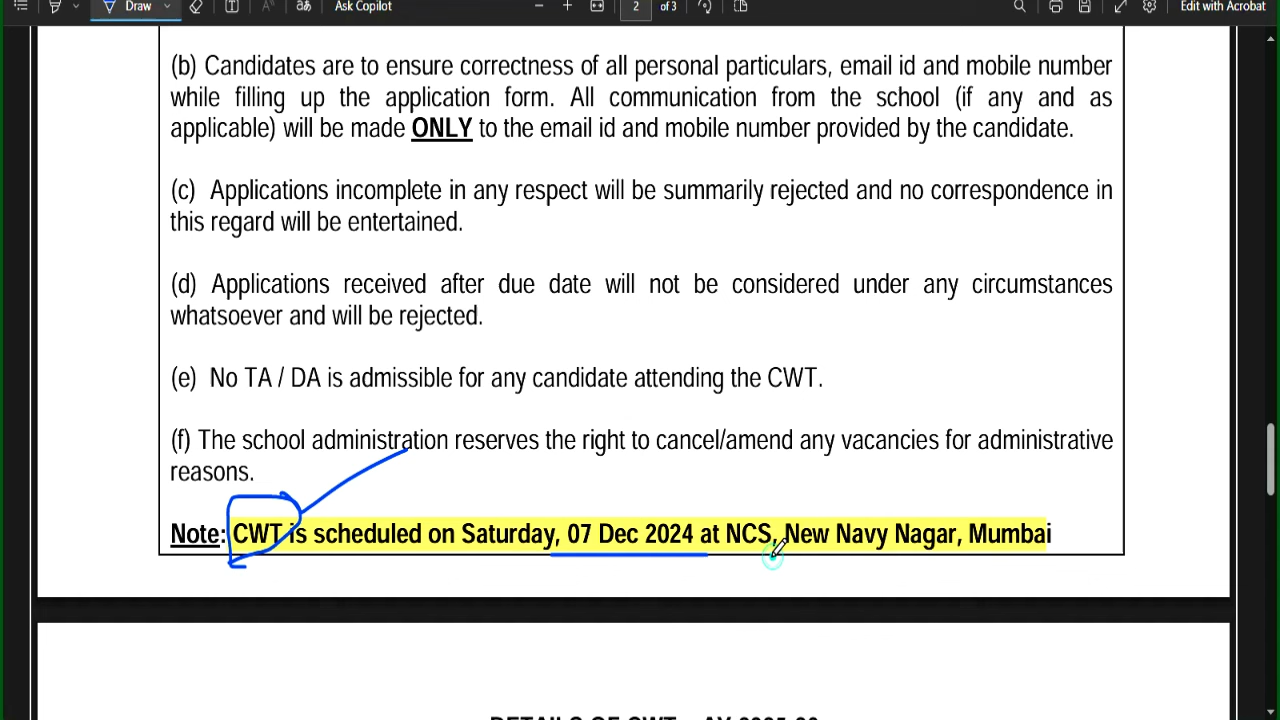 Draw
Ask Copilot
2 of 3
Edit with Acrobat
(b) Candidates are to ensure correctness of all personal particulars, email id and mobile number
while filling up the application form. All communication from the school (if any and as
applicable) will be made ONLY to the email id and mobile number provided by the candidate.
(c) Applications incomplete in any respect will be summarily rejected and no correspondence in
this regard will be entertained.
(d) Applications received after due date will not be considered under any circumstances
whatsoever and will be rejected.
(e) No TA / DA is admissible for any candidate attending the CWT.
(f) The school administration reserves the right to cancel/amend any vacancies for administrative
reasons.
Note: CWT is scheduled on Saturday, 07 Dec 2024 at NCS, New Navy Nagar, Mumbai
DETAILS OF CWT – AY 2025-26